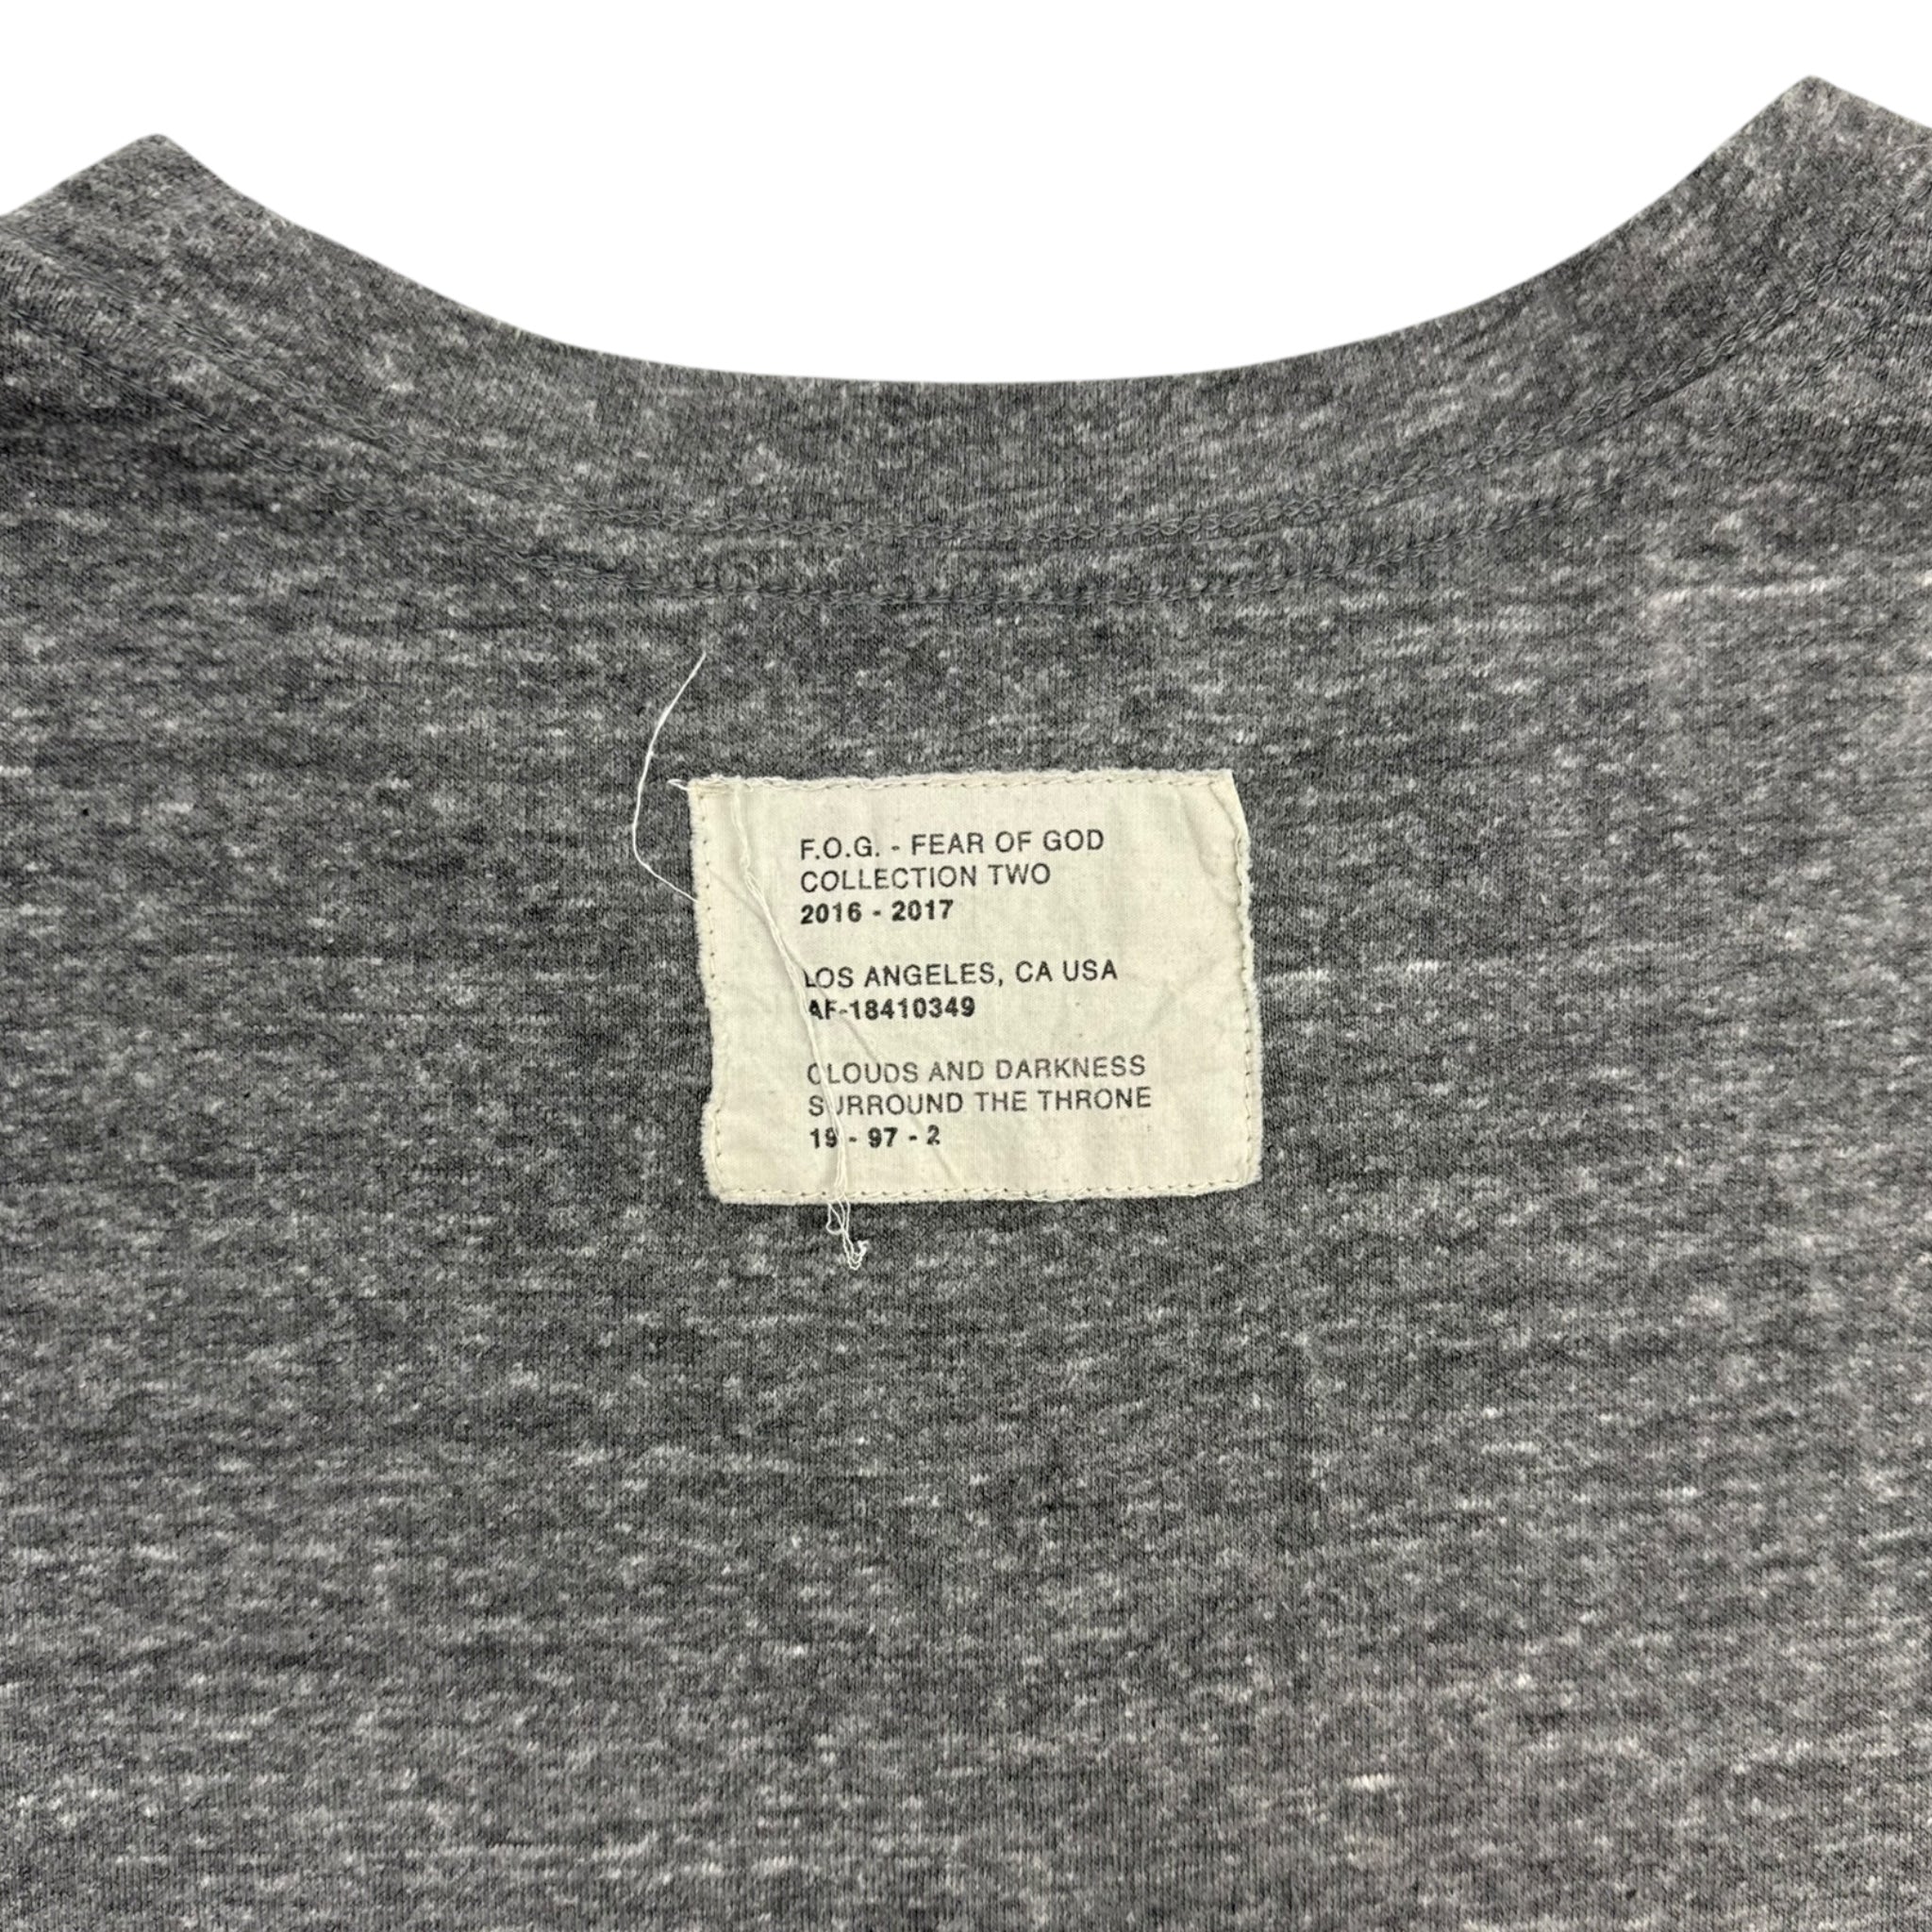 F.O.G. - FEAR OF GOD
COLLECTION TWO
2016 - 2017
LOS ANGELES, CA USA
AF-18410349
CLOUDS AND DARKNESS
SURROUND THE THRONE
19 - 97 - 2